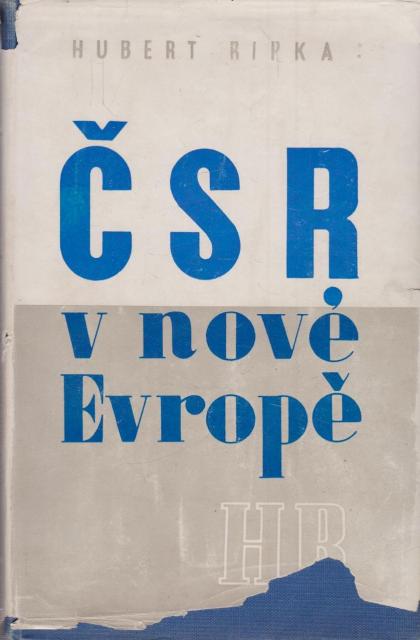 HUBERT RIPKA:
ČSR
v nové
Evropě
HR